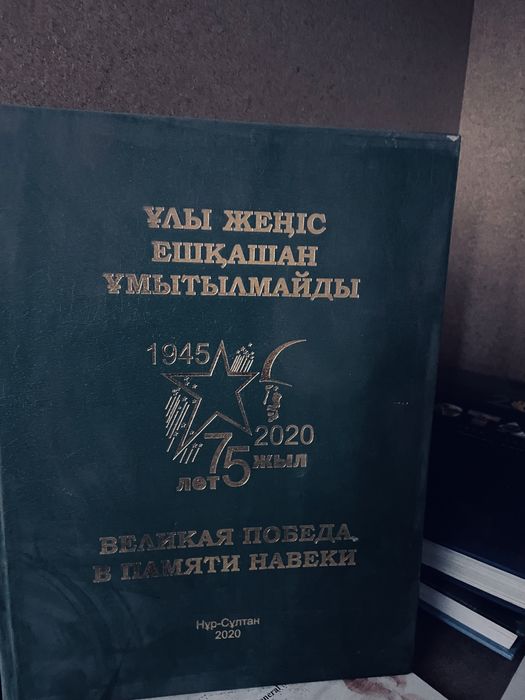 ҰЛЫ ЖЕҢІС
ЕШҚАШАН
ҰМЫТЫЛМАЙДЫ
1945
2020
75
лет жыл
ВЕЛИКАЯ ПОБЕДА
В ПАМЯТИ НАВЕКИ
Нұр-Сұлтан
2020